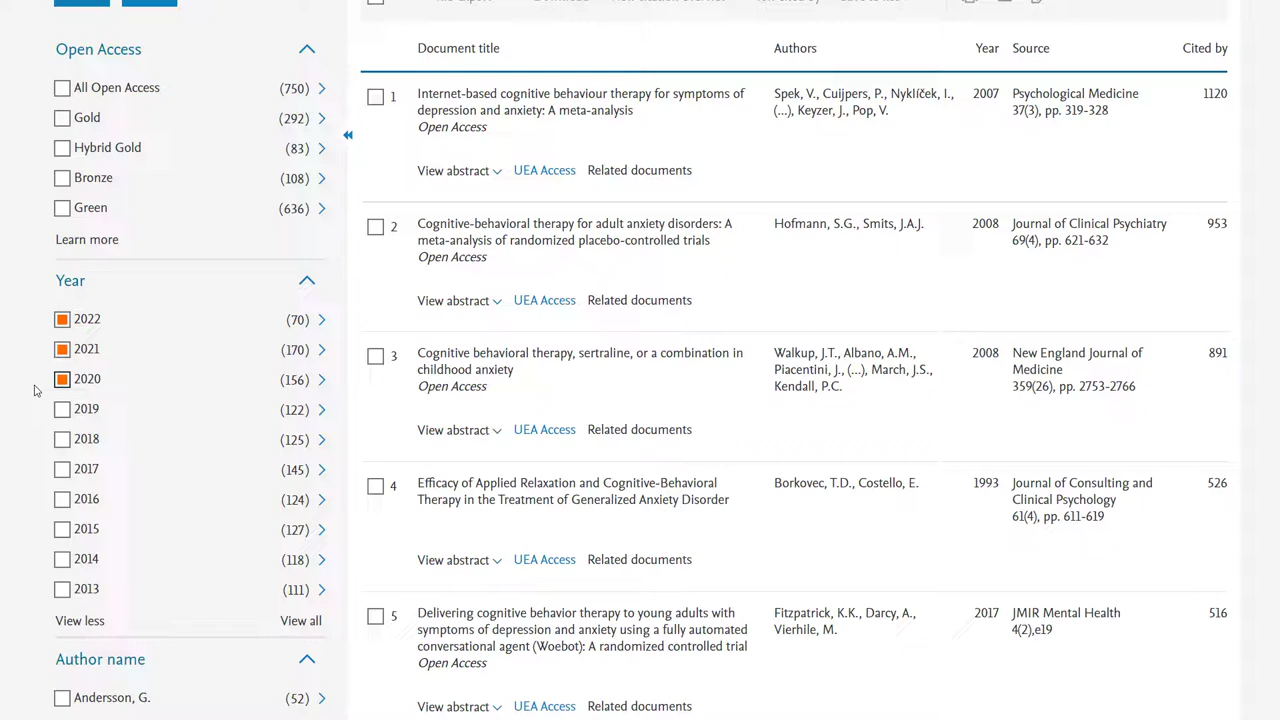 Open Access
All Open Access (750)
Gold (292)
Hybrid Gold (83)
Bronze (108)
Green (636)
Learn more
Year
2022 (70)
2021 (170)
2020 (156)
2019 (122)
2018 (125)
2017 (145)
2016 (124)
2015 (127)
2014 (118)
2013 (111)
View less View all
Author name
Andersson, G. (52)
Document title Authors Year Source Cited by
1 Internet-based cognitive behaviour therapy for symptoms of Spek, V., Cuijpers, P., Nyklíček, I., 2007 Psychological Medicine 1120
depression and anxiety: A meta-analysis (...), Keyzer, J., Pop, V. 37(3), pp. 319-328
Open Access
View abstract UEA Access Related documents
2 Cognitive-behavioral therapy for adult anxiety disorders: A Hofmann, S.G., Smits, J.A.J. 2008 Journal of Clinical Psychiatry 953
meta-analysis of randomized placebo-controlled trials 69(4), pp. 621-632
Open Access
View abstract UEA Access Related documents
3 Cognitive behavioral therapy, sertraline, or a combination in Walkup, J.T., Albano, A.M., 2008 New England Journal of 891
childhood anxiety Piacentini, J., (...), March, J.S., Medicine
Open Access Kendall, P.C. 359(26), pp. 2753-2766
View abstract UEA Access Related documents
4 Efficacy of Applied Relaxation and Cognitive-Behavioral Borkovec, T.D., Costello, E. 1993 Journal of Consulting and 526
Therapy in the Treatment of Generalized Anxiety Disorder Clinical Psychology
61(4), pp. 611-619
View abstract UEA Access Related documents
5 Delivering cognitive behavior therapy to young adults with Fitzpatrick, K.K., Darcy, A., 2017 JMIR Mental Health 516
symptoms of depression and anxiety using a fully automated Vierhile, M. 4(2),e19
conversational agent (Woebot): A randomized controlled trial
Open Access
View abstract UEA Access Related documents